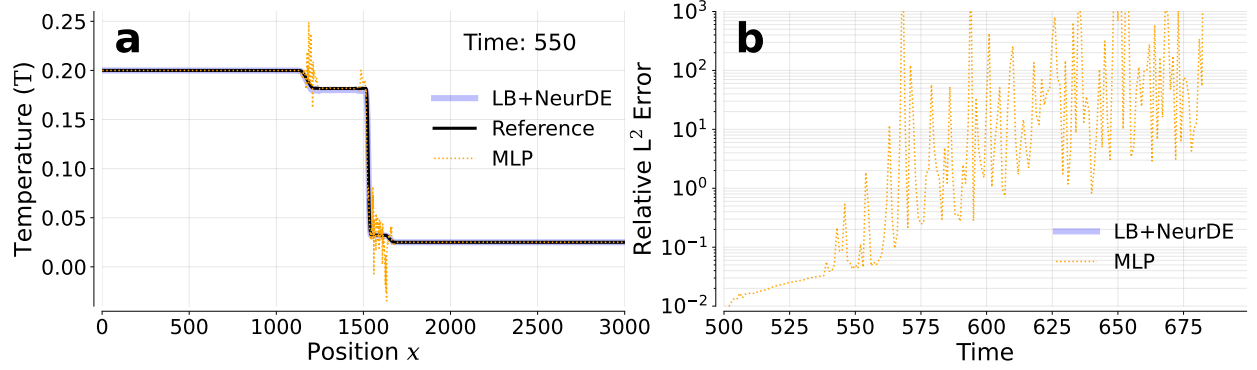 a
Time: 550
LB+NeurDE
Reference
MLP
Temperature (T)
0.25
0.20
0.15
0.10
0.05
0.00
0 500 1000 1500 2000 2500 3000
Position x
b
LB+NeurDE
MLP
Relative L² Error
10³
10²
10¹
10⁰
10⁻¹
10⁻²
500 525 550 575 600 625 650 675
Time